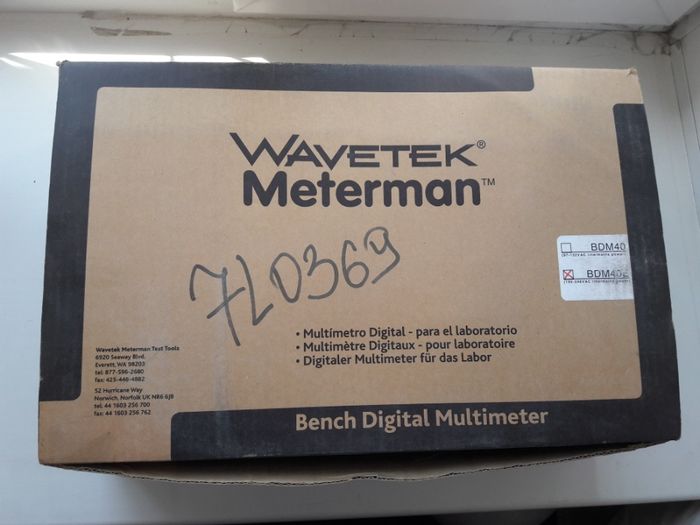 WAVETEK®
Meterman™
7L0369
BDM40
BDM40E
• Multímetro Digital - para el laboratorio
• Multimètre Digitaux - pour laboratoire
• Digitaler Multimeter für das Labor
Wavetek Meterman Test Tools
6920 Seaway Blvd.
Everett, WA 98203
tel: 877-596-2680
fax: 425-446-4882
52 Hurricane Way
Norwich, Norfolk UK NR6 6JB
tel: 44 1603 256 700
fax: 44 1603 256 762
Bench Digital Multimeter